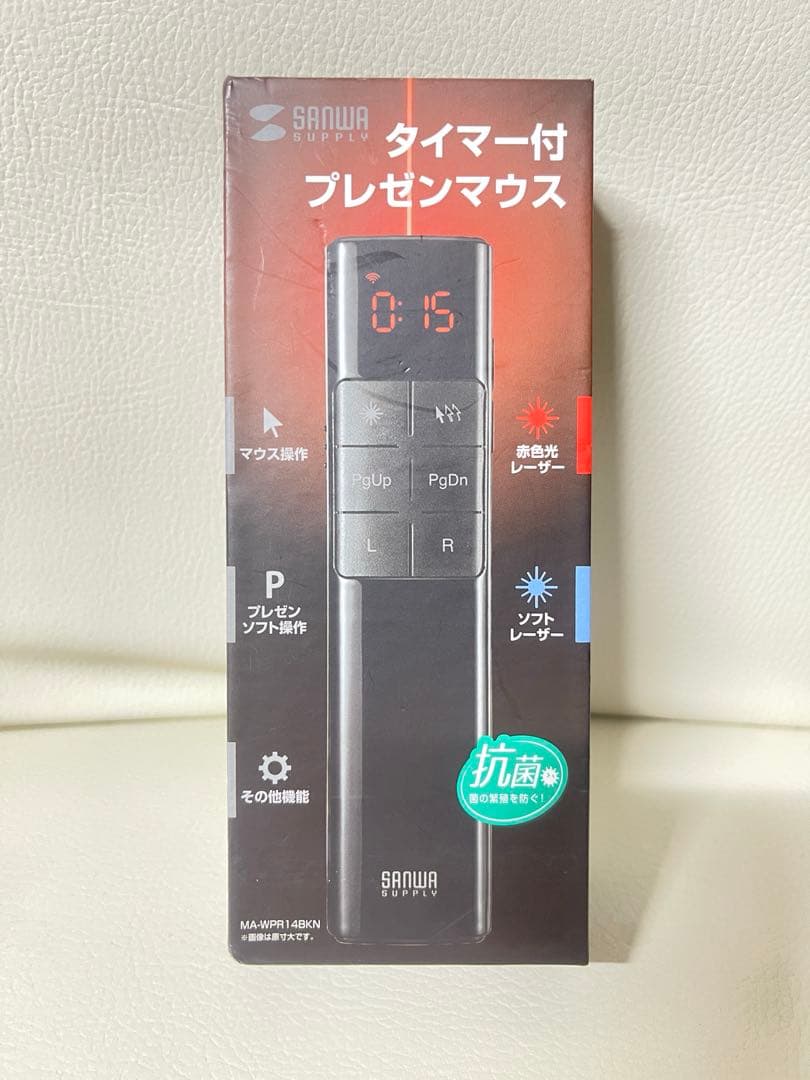 SANWA
SUPPLY
タイマー付
プレゼンマウス
0:15
マウス操作
赤色光
レーザー
PgUp PgDn
L R
P
プレゼン
ソフト操作
ソフト
レーザー
抗菌
菌の繁殖を防ぐ!
その他機能
SANWA
SUPPLY
MA-WPR14BKN
※画像は原寸大です。